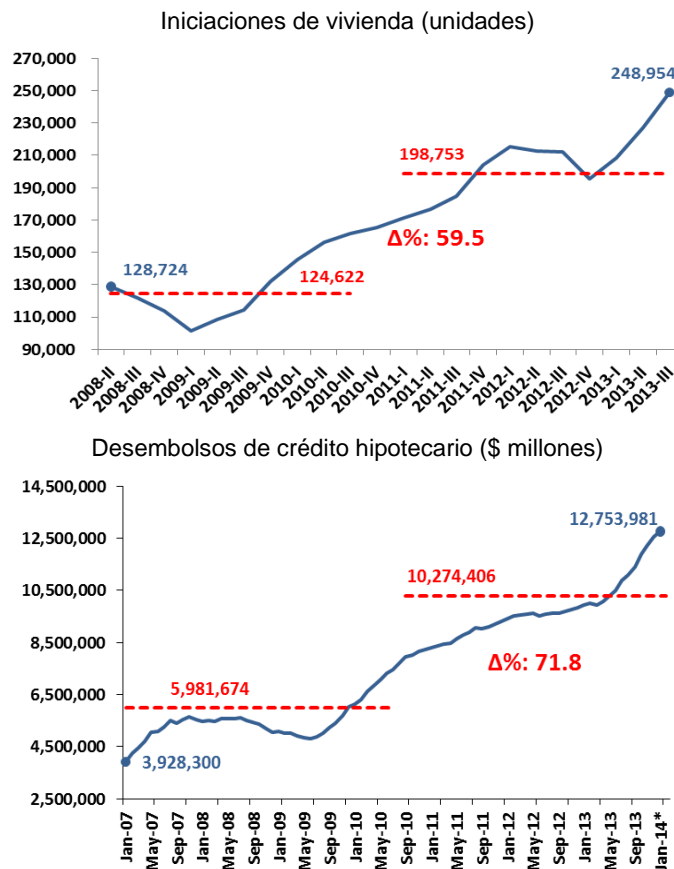 Iniciaciones de vivienda (unidades)
270,000
250,000
230,000
210,000
190,000
170,000
150,000
130,000
110,000
90,000
248,954
198,753
Δ%: 59.5
128,724
124,622
2008-II
2008-III
2008-IV
2009-I
2009-II
2009-III
2009-IV
2010-I
2010-II
2010-III
2010-IV
2011-I
2011-II
2011-III
2011-IV
2012-I
2012-II
2012-III
2012-IV
2013-I
2013-II
2013-III
Desembolsos de crédito hipotecario ($ millones)
14,500,000
12,500,000
10,500,000
8,500,000
6,500,000
4,500,000
2,500,000
12,753,981
10,274,406
Δ%: 71.8
5,981,674
3,928,300
Jan-07
May-07
Sep-07
Jan-08
May-08
Sep-08
Jan-09
May-09
Sep-09
Jan-10
May-10
Sep-10
Jan-11
May-11
Sep-11
Jan-12
May-12
Sep-12
Jan-13
May-13
Sep-13
Jan-14*